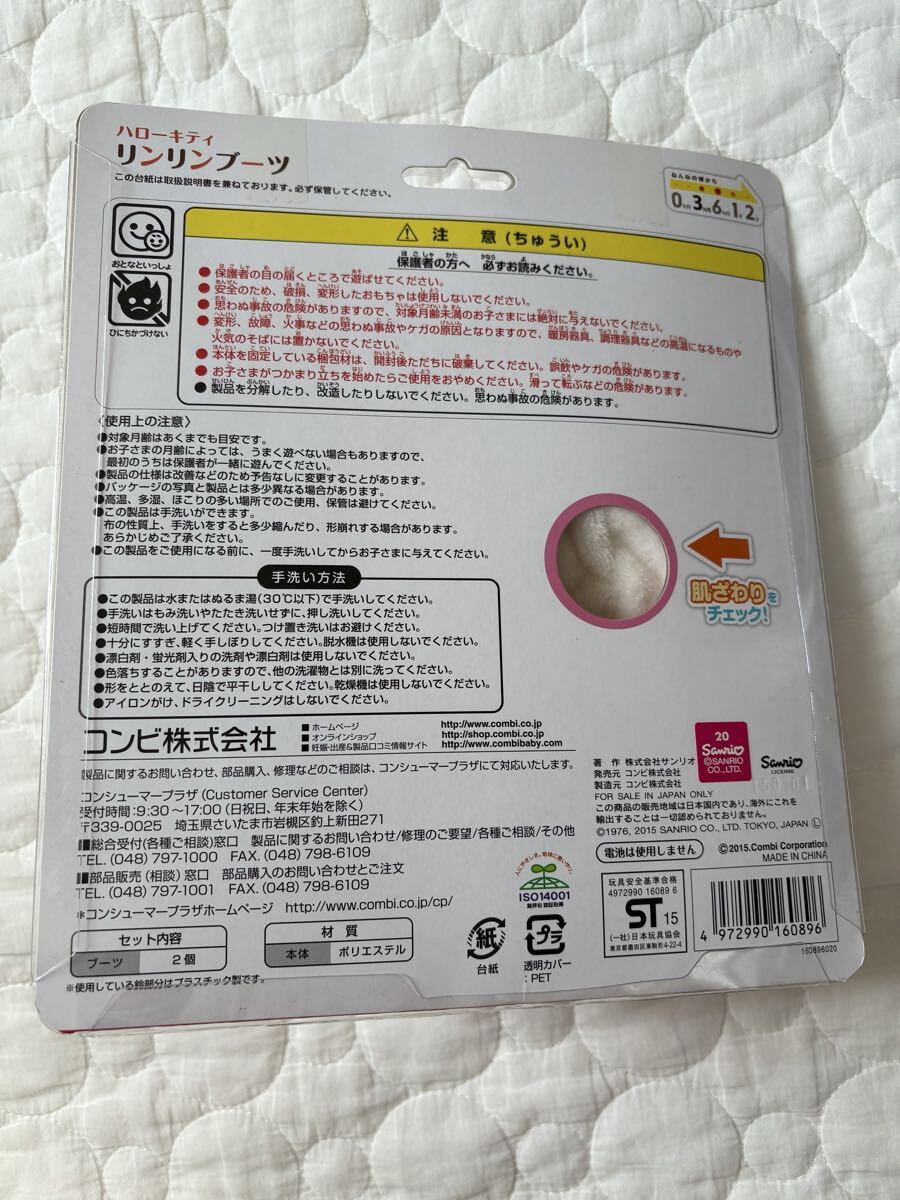 ハローキティ
リンリンブーツ
この台紙は取扱説明書を兼ねております。必ず保管してください。
ねんねの頃から
0ヵ月 3ヵ月 6ヵ月 1才 2才
おとなといっしょ
ひにちかづけない
⚠ 注 意(ちゅうい)
保護者の方へ 必ずお読みください。
●保護者の目の届くところで遊ばせてください。
●安全のため、破損、変形したおもちゃは使用しないでください。
●思わぬ事故の危険がありますので、対象月齢未満のお子さまには絶対に与えないでください。
●変形、故障、火事などの思わぬ事故やケガの原因となりますので、暖房器具、調理器具などの高温になるものや
火気のそばには置かないでください。
●本体を固定している梱包材は、開封後ただちに破棄してください。誤飲やケガの危険があります。
●お子さまがつかまり立ちを始めたらご使用をおやめください。滑って転ぶなどの危険があります。
●製品を分解したり、改造したりしないでください。思わぬ事故の危険があります。
〈使用上の注意〉
●対象月齢はあくまでも目安です。
●お子さまの月齢によっては、うまく遊べない場合もありますので、
最初のうちは保護者が一緒に遊んでください。
●製品の仕様は改善などのため予告なしに変更することがあります。
●パッケージの写真と製品とは多少異なる場合があります。
●高温、多湿、ほこりの多い場所でのご使用、保管は避けてください。
●この製品は手洗いができます。
布の性質上、手洗いをすると多少縮んだり、形崩れする場合があります。
あらかじめご了承ください。
●この製品をご使用になる前に、一度手洗いしてからお子さまに与えてください。
肌ざわりを
チェック!
手洗い方法
●この製品は水またはぬるま湯(30℃以下)で手洗いしてください。
●手洗いはもみ洗いやたたき洗いせずに、押し洗いしてください。
●短時間で洗い上げてください。つけ置き洗いはお避けください。
●十分にすすぎ、軽く手しぼりしてください。脱水機は使用しないでください。
●漂白剤・蛍光剤入りの洗剤や漂白剤は使用しないでください。
●色落ちすることがありますので、他の洗濯物とは別に洗ってください。
●形をととのえて、日陰で平干ししてください。乾燥機は使用しないでください。
●アイロンがけ、ドライクリーニングはしないでください。
コンビ株式会社
■ホームページ http://www.combi.co.jp
■オンラインショップ http://shop.combi.co.jp
■妊娠・出産&製品口コミ情報サイト http://www.combibaby.com
製品に関するお問い合わせ、部品購入、修理などのご相談は、コンシューマープラザにて対応いたします。
コンシューマープラザ (Customer Service Center)
受付時間:9:30〜17:00(日祝日、年末年始を除く)
〒339-0025 埼玉県さいたま市岩槻区釣上新田271
■総合受付(各種ご相談)窓口 製品に関するお問い合わせ/修理のご要望/各種ご相談/その他
TEL. (048) 797-1000 FAX. (048) 798-6109
■部品販売(相談)窓口 部品購入のお問い合わせとご注文
TEL. (048) 797-1001 FAX. (048) 798-6109
*コンシューマープラザホームページ http://www.combi.co.jp/cp/
セット内容
ブーツ 2個
材 質
本体 ポリエステル
※使用している鈴部分はプラスチック製です。
20
Sanrio
©SANRIO
CO., LTD.
Sanrio
LICENSE
著 作 株式会社サンリオ
発売元 コンビ株式会社
製造元 コンビ株式会社
FOR SALE IN JAPAN ONLY
この商品の販売地域は日本国内であり、海外にこれを
輸出することは一切認められておりません。
©1976, 2015 SANRIO CO., LTD. TOKYO, JAPAN Ⓛ
電池は使用しません
©2015.Combi Corporation
MADE IN CHINA
人にやさしく。地球に思いやり。
ISO14001
業界初 認証取得
紙
台紙
プラ
透明カバー
:PET
玩具安全基準合格
4972990 16089 6
ST 15
(一社)日本玩具協会
東京都墨田区東駒形4-22-4
4 972990 160896
160896020